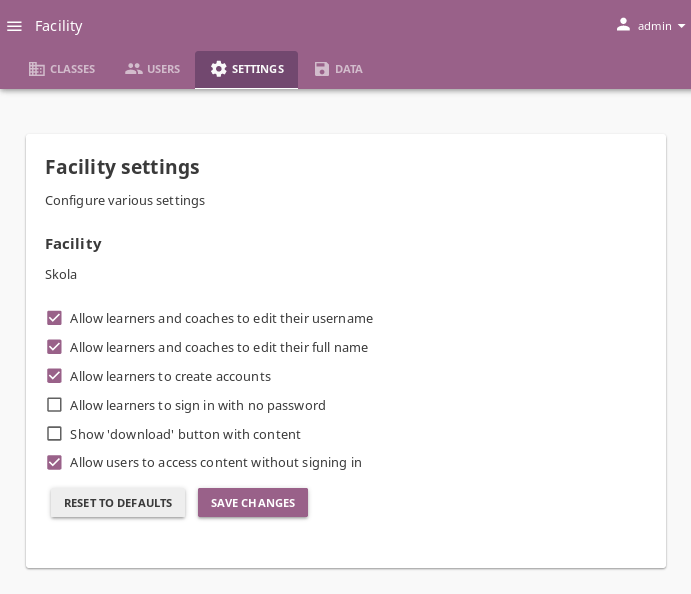 Facility
admin
CLASSES
USERS
SETTINGS
DATA
Facility settings
Configure various settings
Facility
Skola
Allow learners and coaches to edit their username
Allow learners and coaches to edit their full name
Allow learners to create accounts
Allow learners to sign in with no password
Show 'download' button with content
Allow users to access content without signing in
RESET TO DEFAULTS
SAVE CHANGES